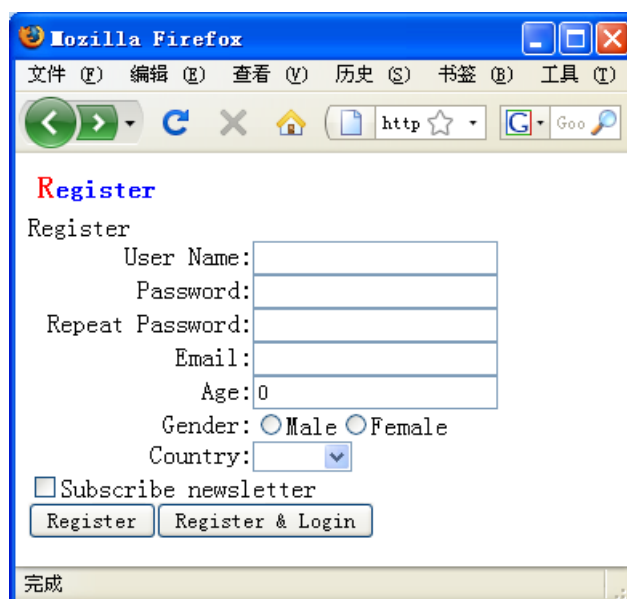 Mozilla Firefox
文件 (F) 编辑 (E) 查看 (V) 历史 (S) 书签 (B) 工具 (T)
http G Goo
Register
Register
User Name:
Password:
Repeat Password:
Email:
Age: 0
Gender: Male Female
Country:
Subscribe newsletter
Register Register & Login
完成